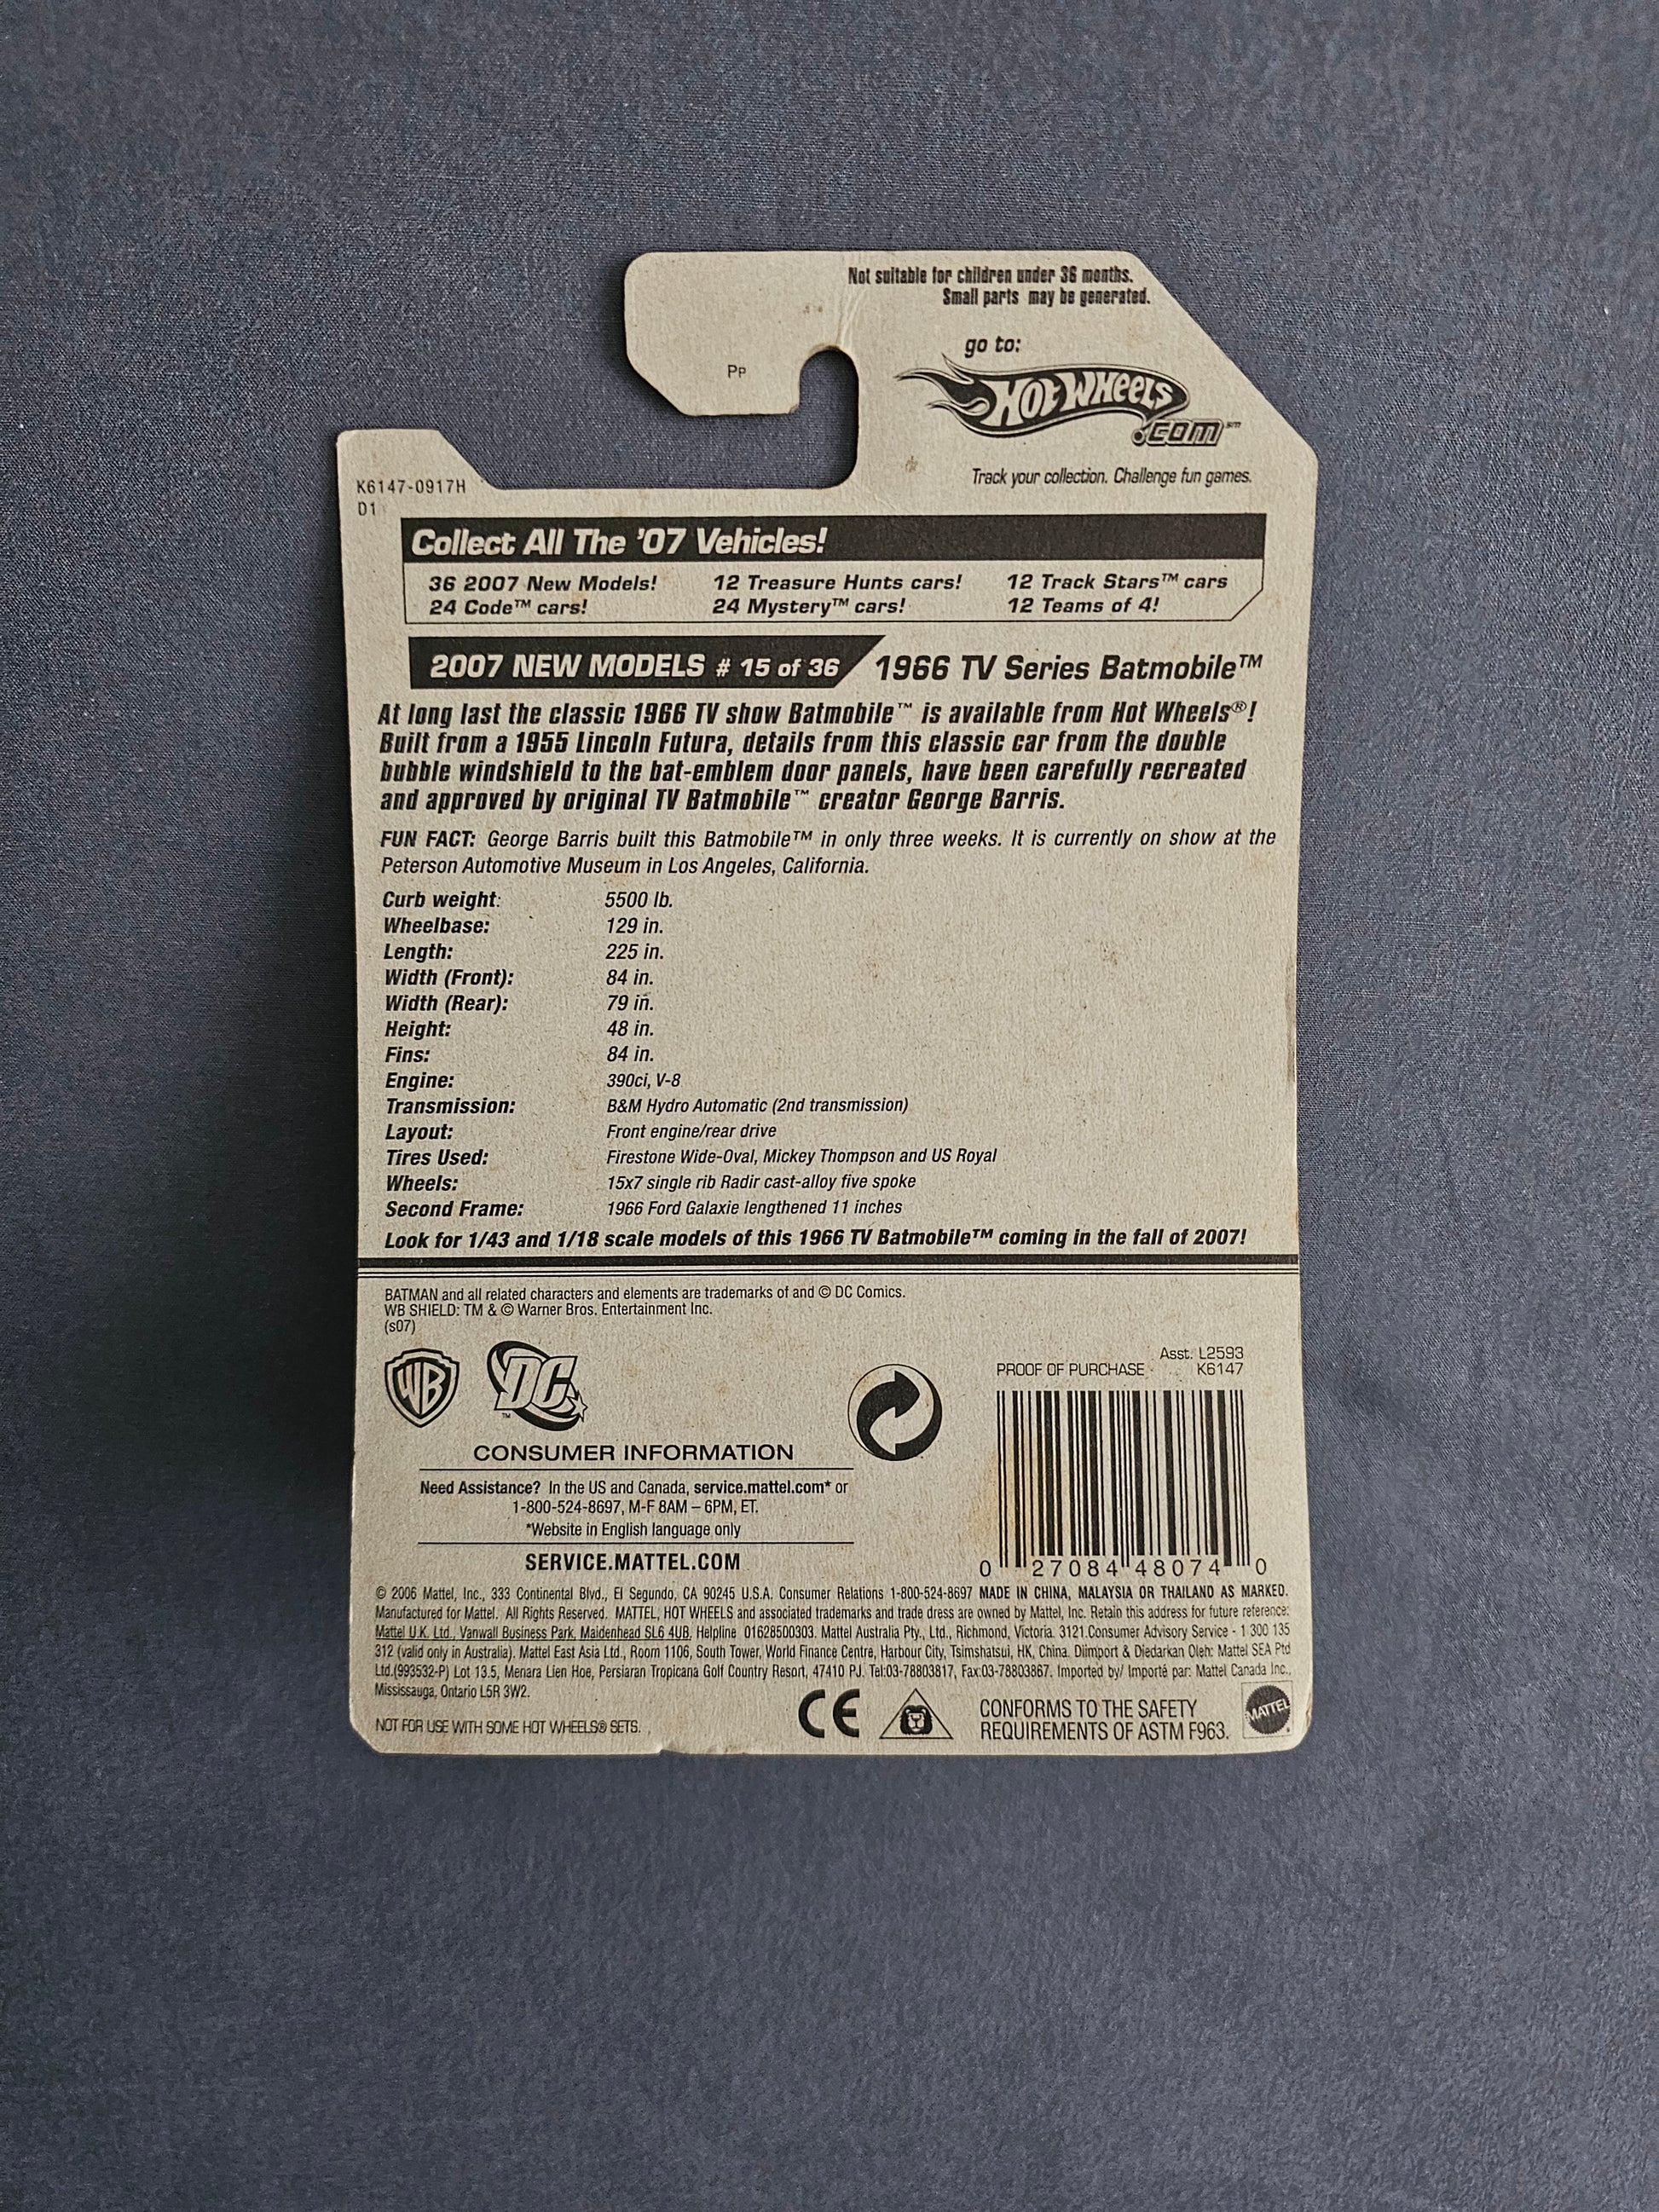 Not suitable for children under 36 months.
Small parts may be generated.
go to:
Hot Wheels
.com℠
Track your collection. Challenge fun games.
Pp
K6147-0917H
D1
Collect All The '07 Vehicles!
36 2007 New Models! 12 Treasure Hunts cars! 12 Track Stars™ cars
24 Code™ cars! 24 Mystery™ cars! 12 Teams of 4!
2007 NEW MODELS # 15 of 36 1966 TV Series Batmobile™
At long last the classic 1966 TV show Batmobile™ is available from Hot Wheels®!
Built from a 1955 Lincoln Futura, details from this classic car from the double
bubble windshield to the bat-emblem door panels, have been carefully recreated
and approved by original TV Batmobile™ creator George Barris.
FUN FACT: George Barris built this Batmobile™ in only three weeks. It is currently on show at the
Peterson Automotive Museum in Los Angeles, California.
Curb weight: 5500 lb.
Wheelbase: 129 in.
Length: 225 in.
Width (Front): 84 in.
Width (Rear): 79 in.
Height: 48 in.
Fins: 84 in.
Engine: 390ci, V-8
Transmission: B&M Hydro Automatic (2nd transmission)
Layout: Front engine/rear drive
Tires Used: Firestone Wide-Oval, Mickey Thompson and US Royal
Wheels: 15x7 single rib Radir cast-alloy five spoke
Second Frame: 1966 Ford Galaxie lengthened 11 inches
Look for 1/43 and 1/18 scale models of this 1966 TV Batmobile™ coming in the fall of 2007!
BATMAN and all related characters and elements are trademarks of and © DC Comics.
WB SHIELD: TM & © Warner Bros. Entertainment Inc.
(s07)
WB DC ™
Asst. L2593
PROOF OF PURCHASE K6147
CONSUMER INFORMATION
Need Assistance? In the US and Canada, service.mattel.com* or
1-800-524-8697, M-F 8AM – 6PM, ET.
*Website in English language only
SERVICE.MATTEL.COM
0 27084 48074 0
© 2006 Mattel, Inc., 333 Continental Blvd., El Segundo, CA 90245 U.S.A. Consumer Relations 1-800-524-8697 MADE IN CHINA, MALAYSIA OR THAILAND AS MARKED.
Manufactured for Mattel. All Rights Reserved. MATTEL, HOT WHEELS and associated trademarks and trade dress are owned by Mattel, Inc. Retain this address for future reference:
Mattel U.K. Ltd., Vanwall Business Park, Maidenhead SL6 4UB, Helpline 01628500303. Mattel Australia Pty., Ltd., Richmond, Victoria. 3121.Consumer Advisory Service - 1 300 135
312 (valid only in Australia). Mattel East Asia Ltd., Room 1106, South Tower, World Finance Centre, Harbour City, Tsimshatsui, HK, China. Diimport & Diedarkan Oleh: Mattel SEA Ptd
Ltd.(993532-P) Lot 13.5, Menara Lien Hoe, Persiaran Tropicana Golf Country Resort, 47410 PJ. Tel:03-78803817, Fax:03-78803867. Imported by/ Importé par: Mattel Canada Inc.,
Mississauga, Ontario L5R 3W2.
NOT FOR USE WITH SOME HOT WHEELS® SETS.
CE
CONFORMS TO THE SAFETY
REQUIREMENTS OF ASTM F963.
MATTEL